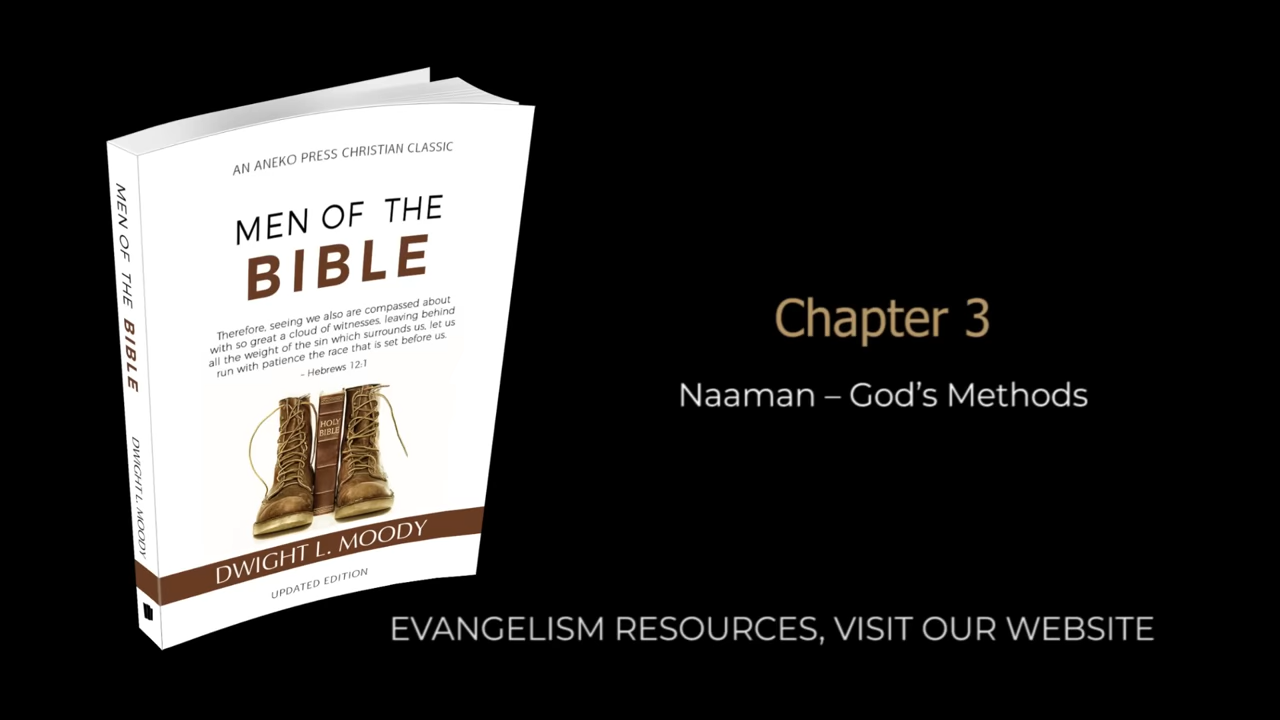 AN ANEKO PRESS CHRISTIAN CLASSIC
MEN OF THE
BIBLE
Therefore, seeing we also are compassed about
with so great a cloud of witnesses, leaving behind
all the weight of the sin which surrounds us, let us
run with patience the race that is set before us.
– Hebrews 12:1
HOLY
BIBLE
DWIGHT L. MOODY
UPDATED EDITION
MEN OF THE BIBLE
DWIGHT L. MOODY
Chapter 3
Naaman – God’s Methods
EVANGELISM RESOURCES, VISIT OUR WEBSITE